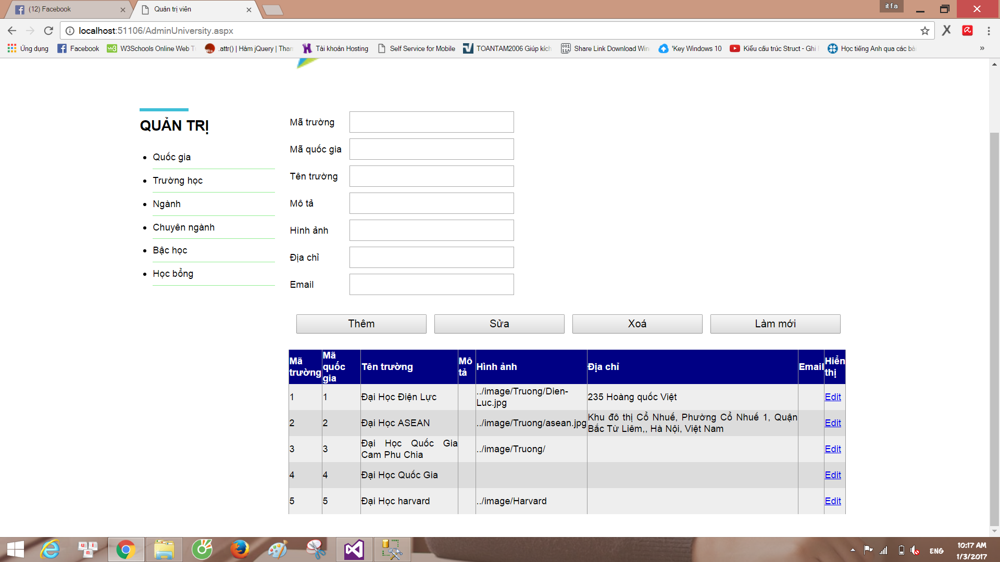 (12) Facebook
Quản trị viên
it f.a
localhost:51106/AdminUniversity.aspx
Ứng dụng
Facebook
W3Schools Online Web T
.attr() | Hàm jQuery | Than
Tài khoản Hosting
Self Service for Mobile
TOANTAM2006 Giúp kích
Share Link Download Win
'Key Windows 10
Kiểu cấu trúc Struct - Ghi
Học tiếng Anh qua các bà
»
QUẢN TRỊ
Quốc gia
Trường học
Ngành
Chuyên ngành
Bậc học
Học bổng
Mã trường
Mã quốc gia
Tên trường
Mô tả
Hình ảnh
Địa chỉ
Email
Thêm
Sửa
Xoá
Làm mới
Mã trường
Mã quốc gia
Tên trường
Mô tả
Hình ảnh
Địa chỉ
Email
Hiển thị
1
1
Đại Học Điện Lực
../image/Truong/Dien-
Luc.jpg
235 Hoàng quốc Việt
Edit
2
2
Đại Học ASEAN
../image/Truong/asean.jpg
Khu đô thị Cổ Nhuế, Phường Cổ Nhuế 1, Quận
Bắc Từ Liêm,, Hà Nội, Việt Nam
Edit
3
3
Đại Học Quốc Gia
Cam Phu Chia
../image/Truong/
Edit
4
4
Đại Học Quốc Gia
Edit
5
5
Đại Học harvard
../image/Harvard
Edit
u n i
ENG
10:17 AM
1/3/2017